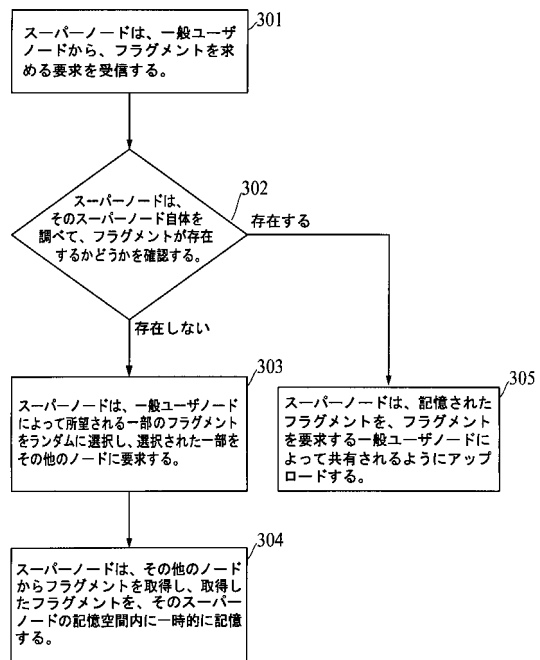 301
スーパーノードは、一般ユーザ
ノードから、フラグメントを求
める要求を受信する。
302
スーパーノードは、
そのスーパーノード自体を
調べて、フラグメントが存在
するかどうかを確認する。
存在する
存在しない
303
スーパーノードは、一般ユーザノード
によって所望される一部のフラグメント
をランダムに選択し、選択された一部を
その他のノードに要求する。
305
スーパーノードは、記憶された
フラグメントを、フラグメント
を要求する一般ユーザノードに
よって共有されるようにアップ
ロードする。
304
スーパーノードは、その他のノード
からフラグメントを取得し、取得し
たフラグメントを、そのスーパー
ノードの記憶空間内に一時的に記憶
する。